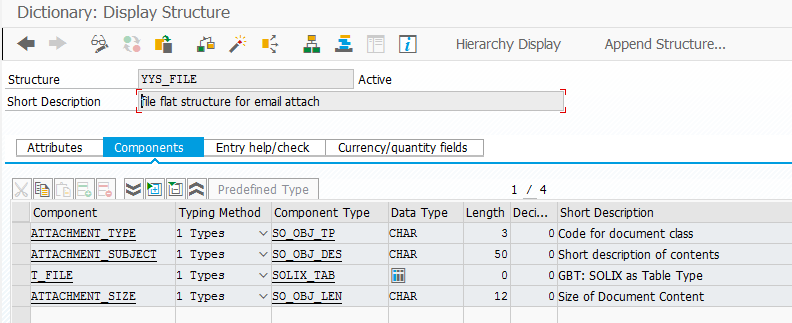 Dictionary: Display Structure
Hierarchy Display Append Structure...
Structure YYS_FILE Active
Short Description file flat structure for email attach
Attributes Components Entry help/check Currency/quantity fields
Predefined Type 1 / 4
Component Typing Method Component Type Data Type Length Deci... Short Description
ATTACHMENT_TYPE 1 Types SO_OBJ_TP CHAR 3 0 Code for document class
ATTACHMENT_SUBJECT 1 Types SO_OBJ_DES CHAR 50 0 Short description of contents
T_FILE 1 Types SOLIX_TAB 0 0 GBT: SOLIX as Table Type
ATTACHMENT_SIZE 1 Types SO_OBJ_LEN CHAR 12 0 Size of Document Content